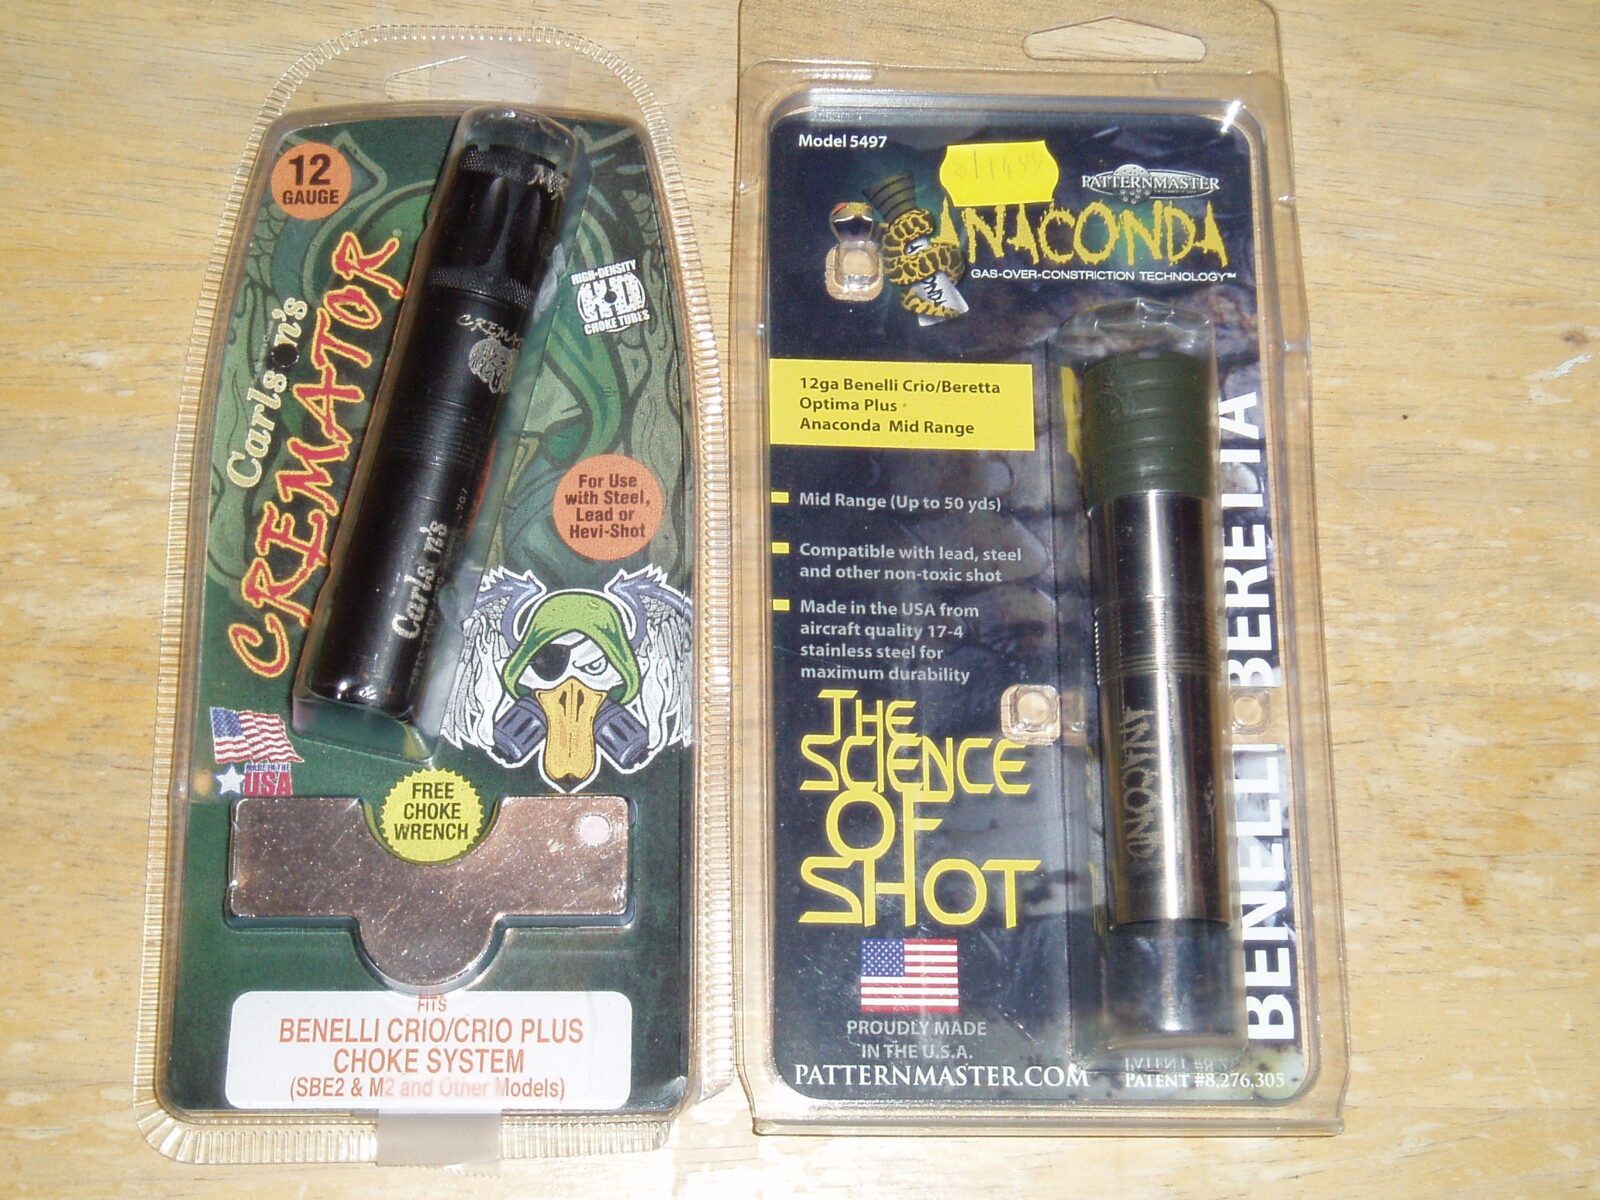 12
GAUGE
Carlson's
CREMATOR
HIGH-DENSITY
CHOKE TUBES
For Use
with Steel,
Lead or
Hevi-Shot
Carlson's
MADE IN THE
USA
FREE
CHOKE
WRENCH
FITS
BENELLI CRIO/CRIO PLUS
CHOKE SYSTEM
(SBE2 & M2 and Other Models)
Model 5497
PATTERNMASTER
ANACONDA
GAS-OVER-CONSTRICTION TECHNOLOGY™
12ga Benelli Crio/Beretta
Optima Plus -
Anaconda Mid Range
Mid Range (Up to 50 yds)
Compatible with lead, steel
and other non-toxic shot
Made in the USA from
aircraft quality 17-4
stainless steel for
maximum durability
THE
SCIENCE
OF
SHOT
PROUDLY MADE
IN THE U.S.A.
PATTERNMASTER.COM
PATENT #8,276,305
BENELLI BERETTA
ANACOND